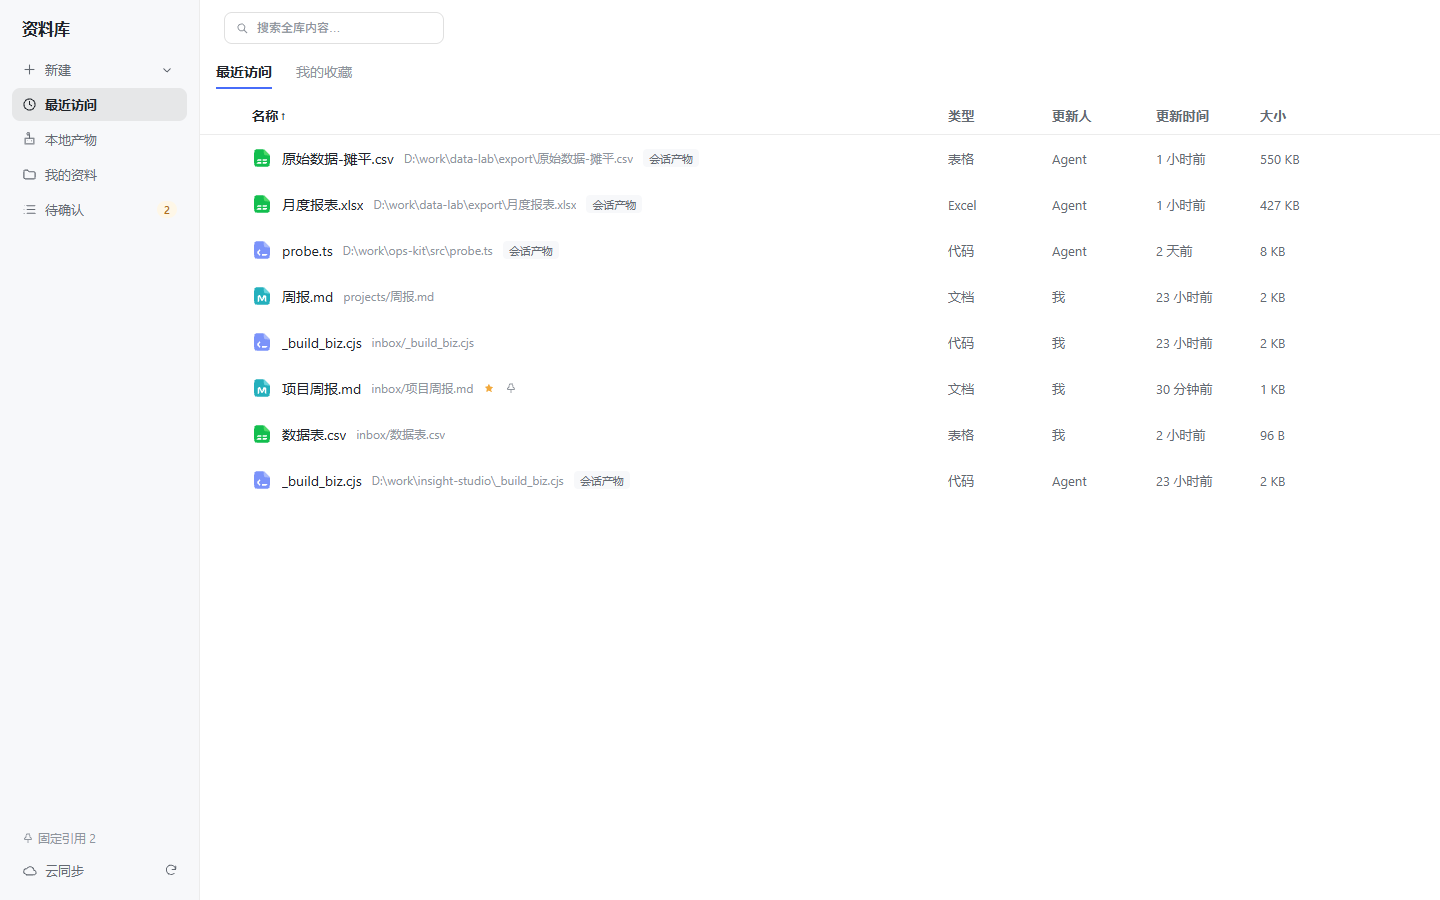 资料库
新建
最近访问
本地产物
我的资料
待确认 2
固定引用 2
云同步
搜索全库内容...
最近访问 我的收藏
名称↑ 类型 更新人 更新时间 大小
原始数据-摊平.csv D:\work\data-lab\export\原始数据-摊平.csv 会话产物 表格 Agent 1 小时前 550 KB
月度报表.xlsx D:\work\data-lab\export\月度报表.xlsx 会话产物 Excel Agent 1 小时前 427 KB
probe.ts D:\work\ops-kit\src\probe.ts 会话产物 代码 Agent 2 天前 8 KB
周报.md projects/周报.md 文档 我 23 小时前 2 KB
_build_biz.cjs inbox/_build_biz.cjs 代码 我 23 小时前 2 KB
项目周报.md inbox/项目周报.md 文档 我 30 分钟前 1 KB
数据表.csv inbox/数据表.csv 表格 我 2 小时前 96 B
_build_biz.cjs D:\work\insight-studio\_build_biz.cjs 会话产物 代码 Agent 23 小时前 2 KB